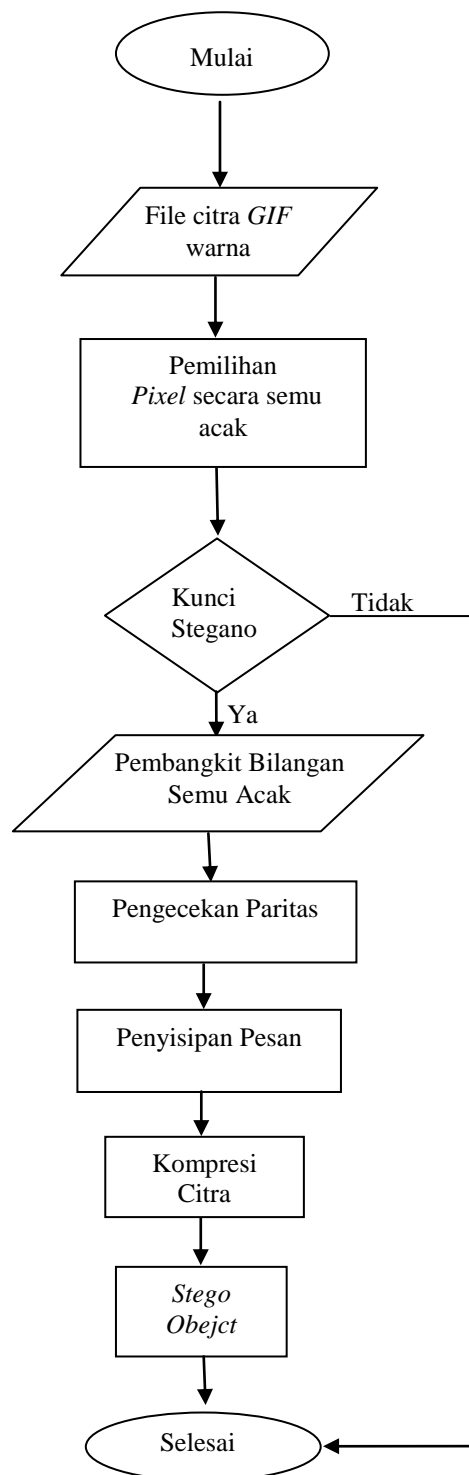 Mulai
File citra GIF
warna
Pemilihan
Pixel secara semu
acak
Kunci
Stegano
Tidak
Ya
Pembangkit Bilangan
Semu Acak
Pengecekan Paritas
Penyisipan Pesan
Kompresi
Citra
Stego
Obejct
Selesai